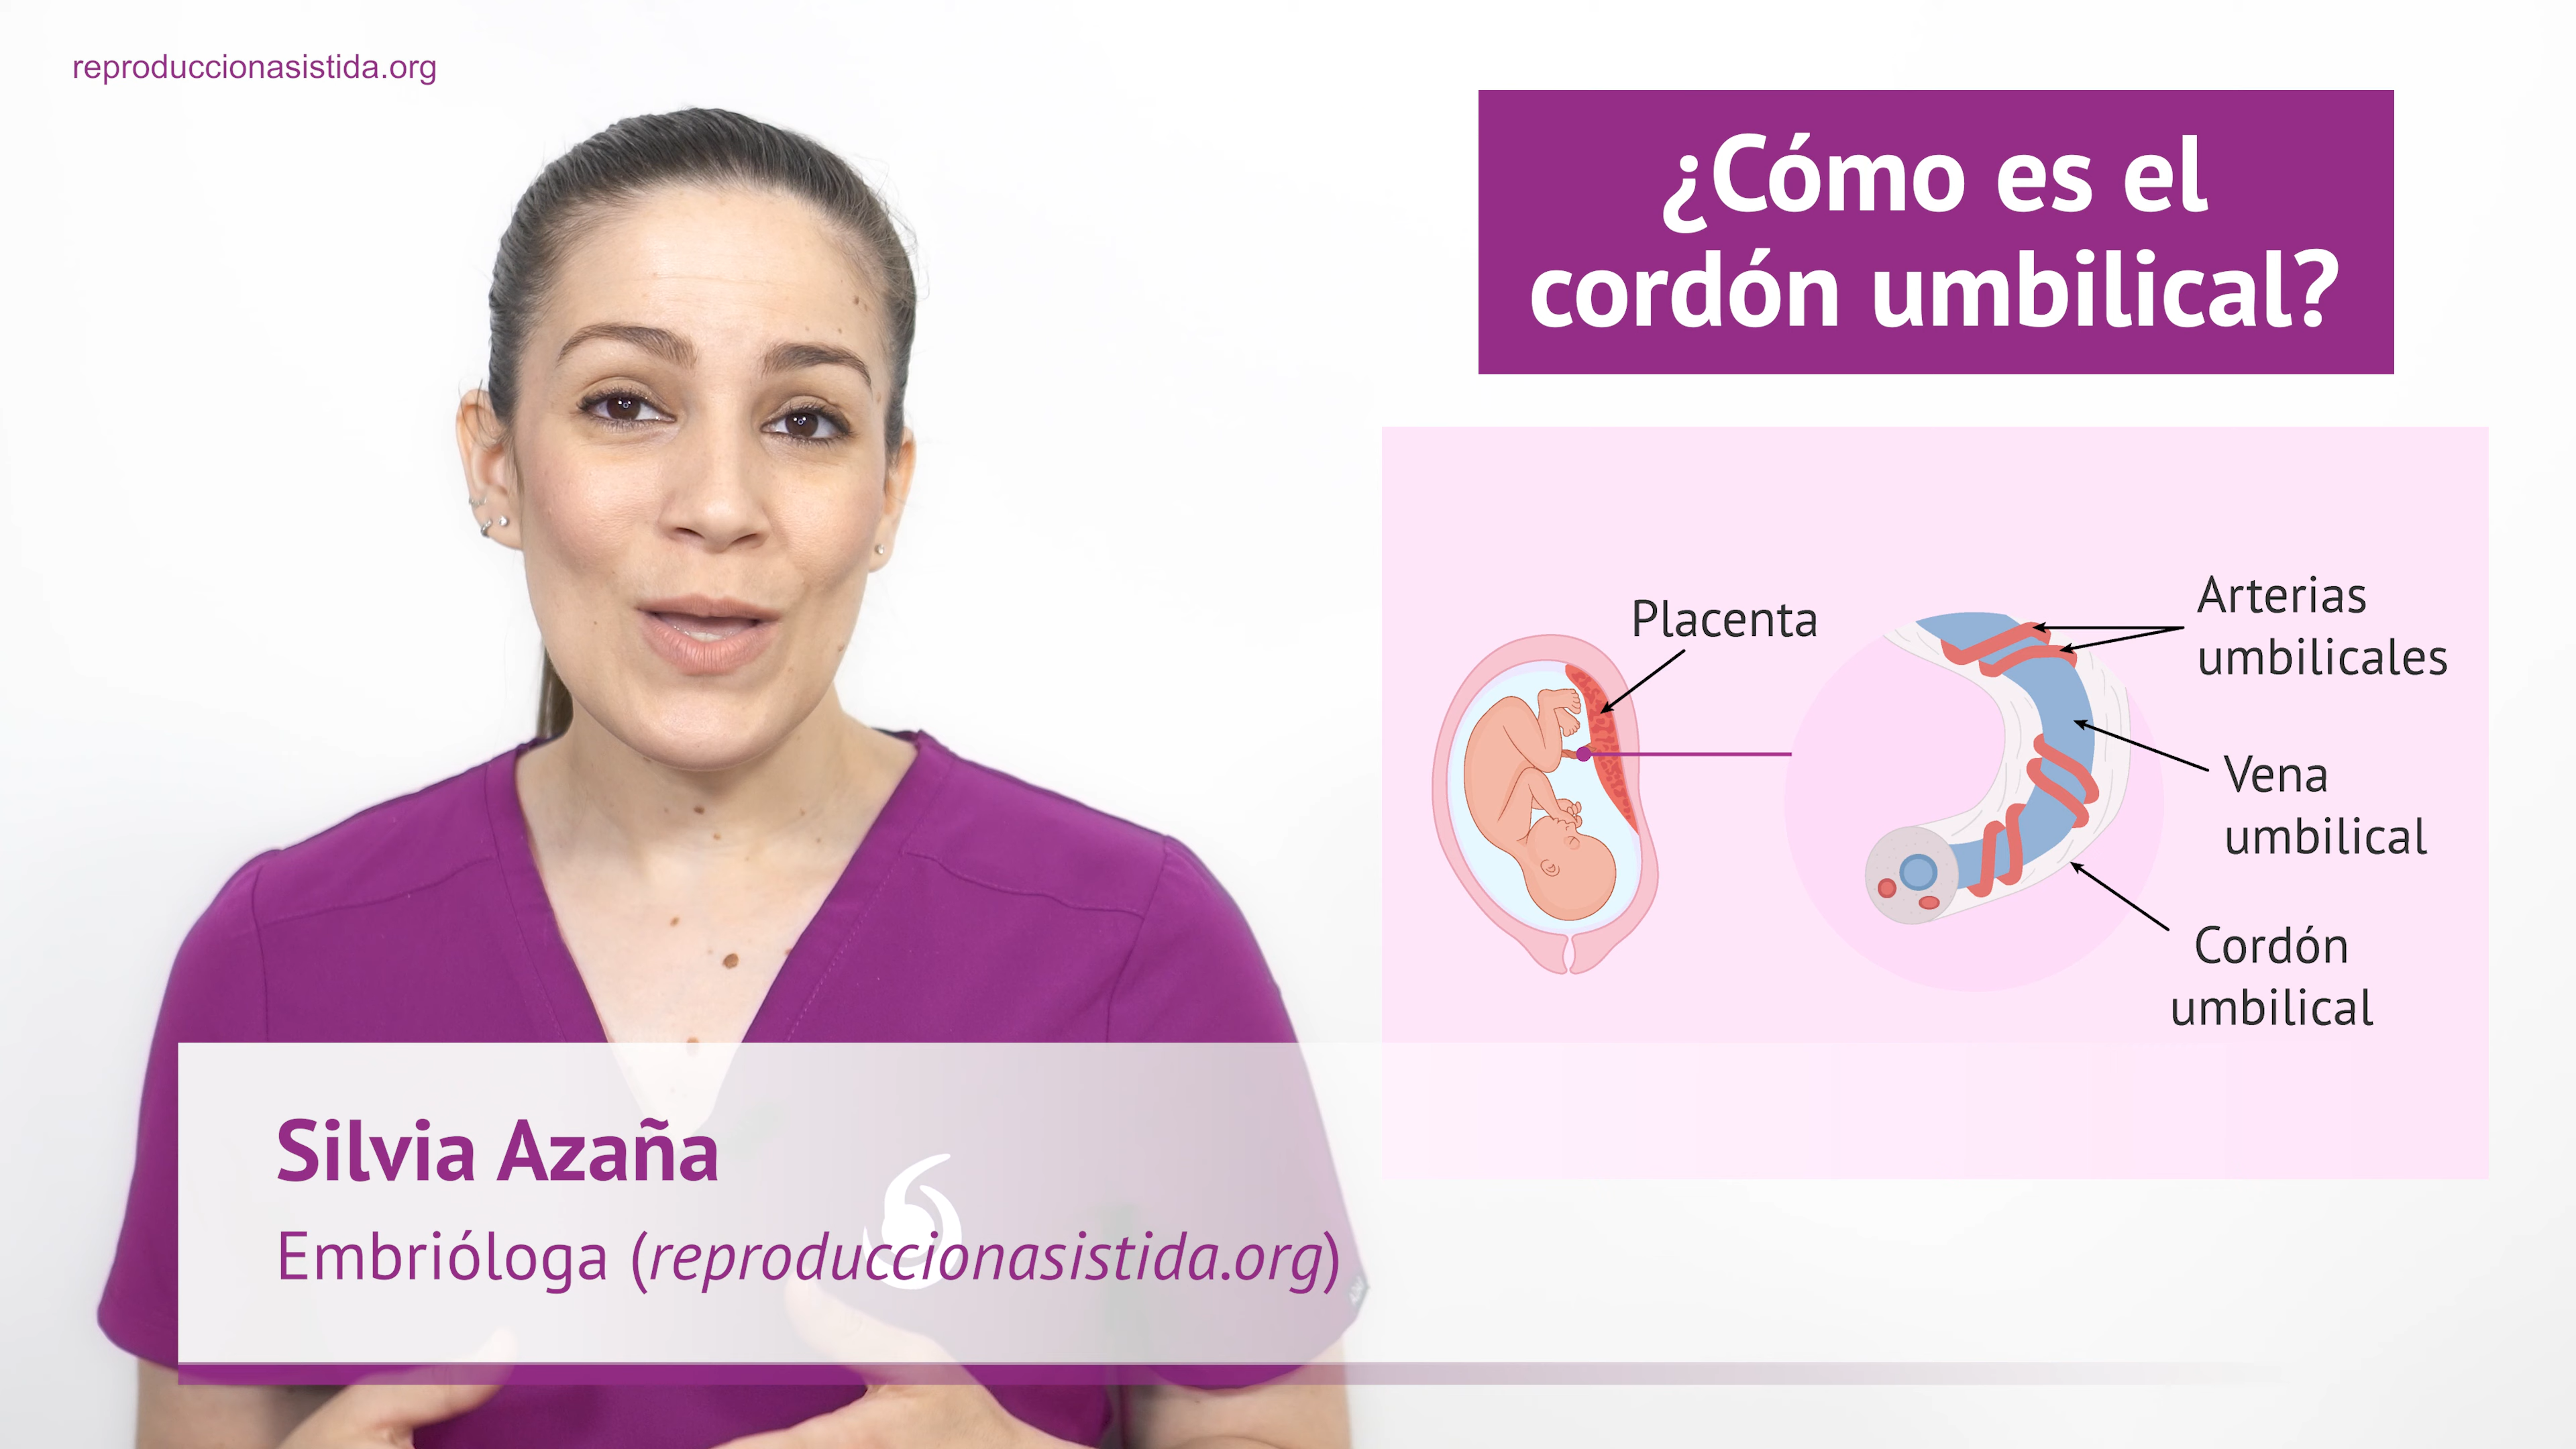 reproduccionasistida.org
¿Cómo es el
cordón umbilical?
Placenta
Arterias
umbilicales
Vena
umbilical
Cordón
umbilical
Silvia Azaña
Embrióloga (reproduccionasistida.org)